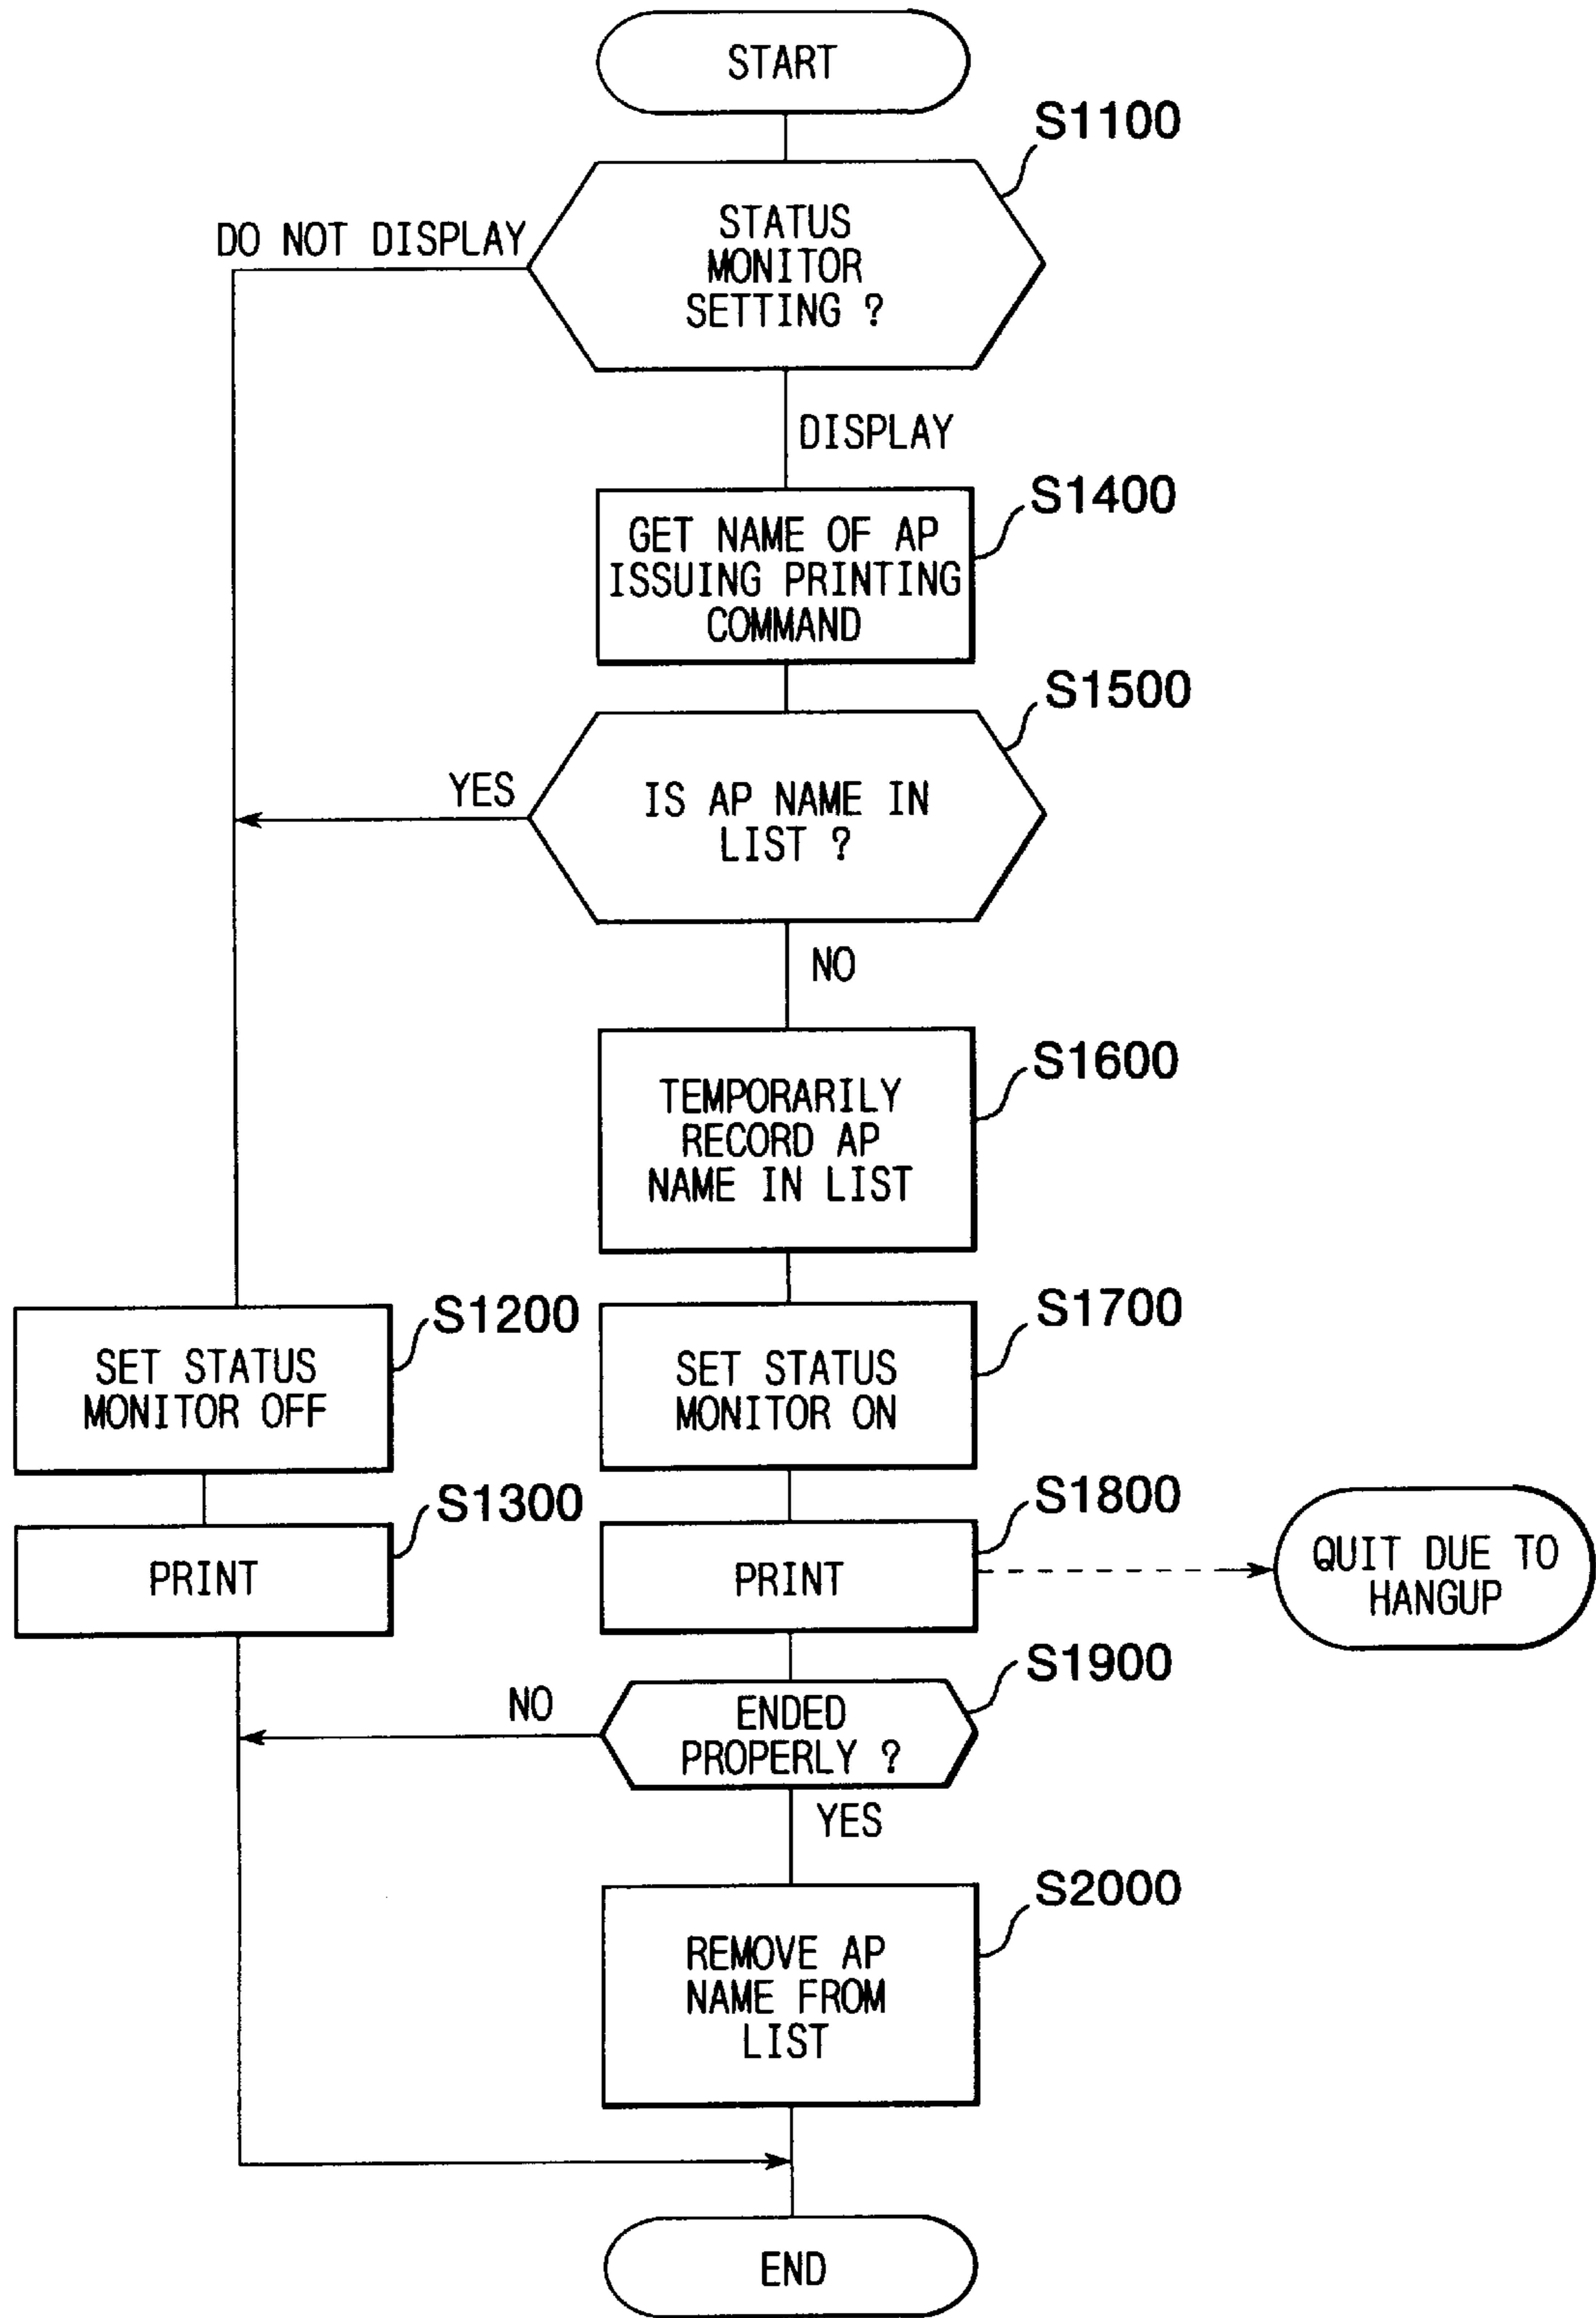 START
S1100
STATUS
MONITOR
SETTING ?
DO NOT DISPLAY
DISPLAY
S1400
GET NAME OF AP
ISSUING PRINTING
COMMAND
S1500
YES
IS AP NAME IN
LIST ?
NO
S1600
TEMPORARILY
RECORD AP
NAME IN LIST
S1200
SET STATUS
MONITOR OFF
S1700
SET STATUS
MONITOR ON
S1300
PRINT
S1800
PRINT
QUIT DUE TO
HANGUP
S1900
NO
ENDED
PROPERLY ?
YES
S2000
REMOVE AP
NAME FROM
LIST
END